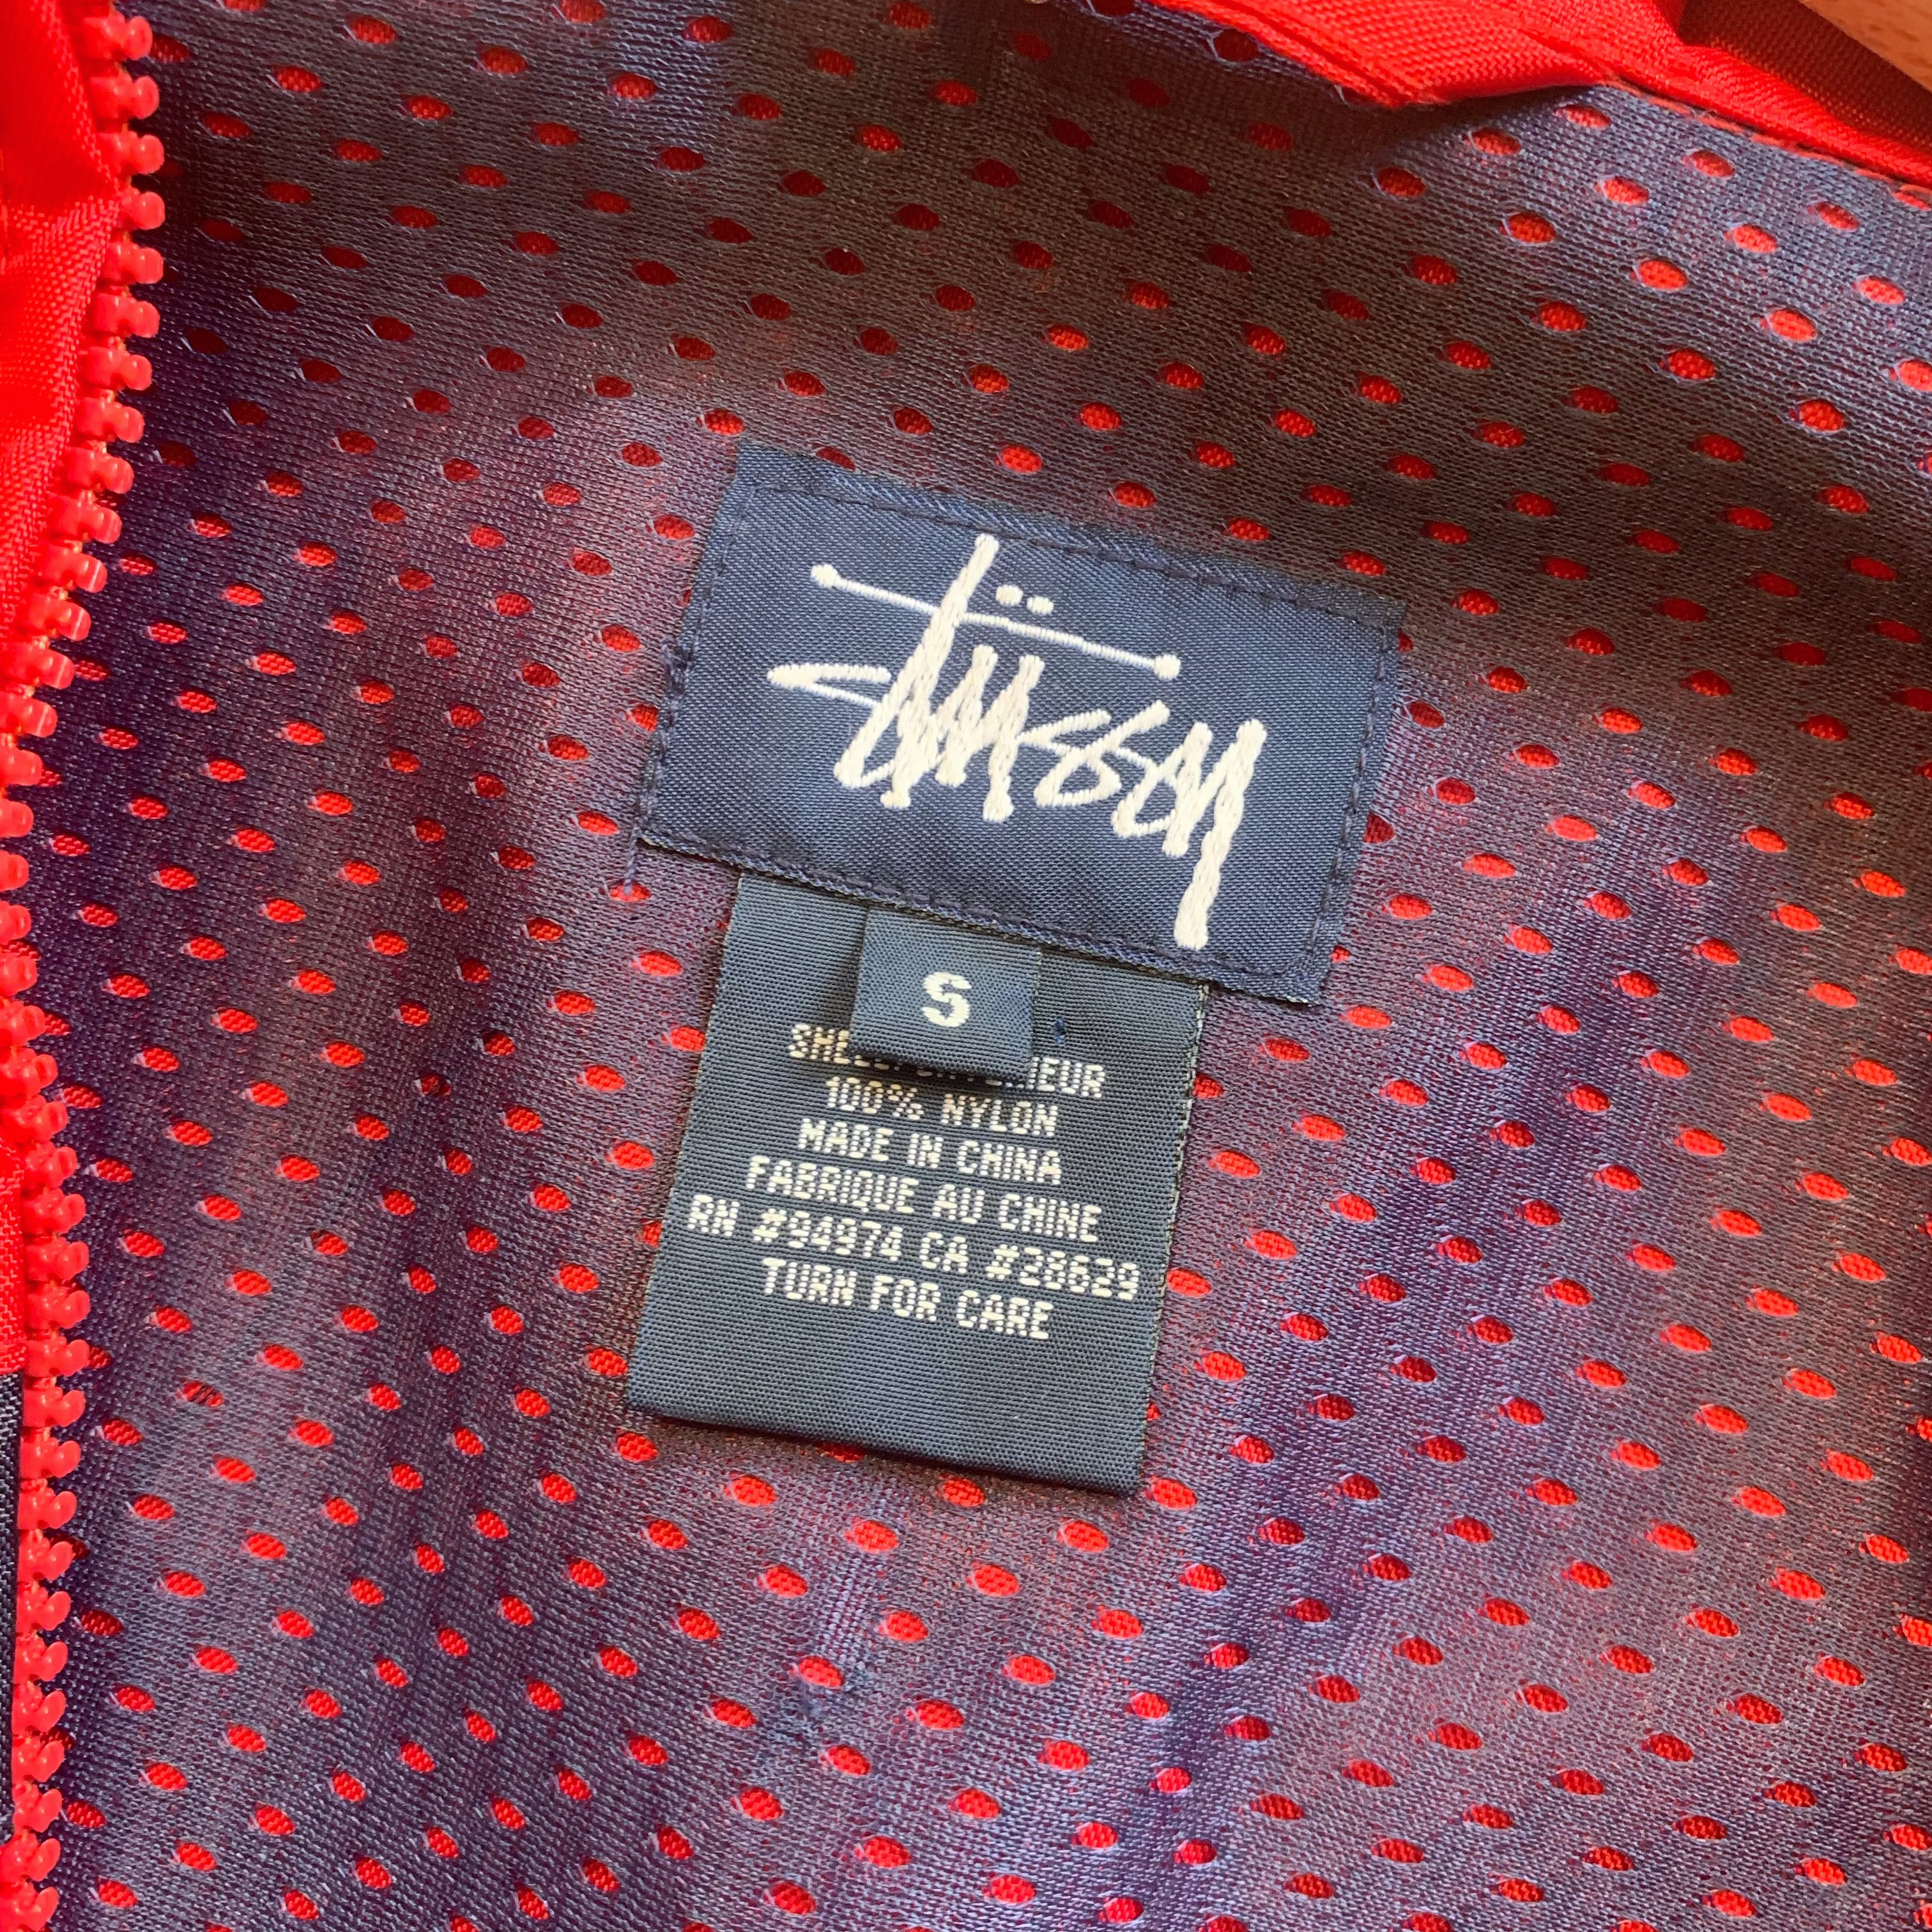 Stüssy
S
100% NYLON
MADE IN CHINA
FABRIQUE AU CHINE
RN #94974 CA #28629
TURN FOR CARE